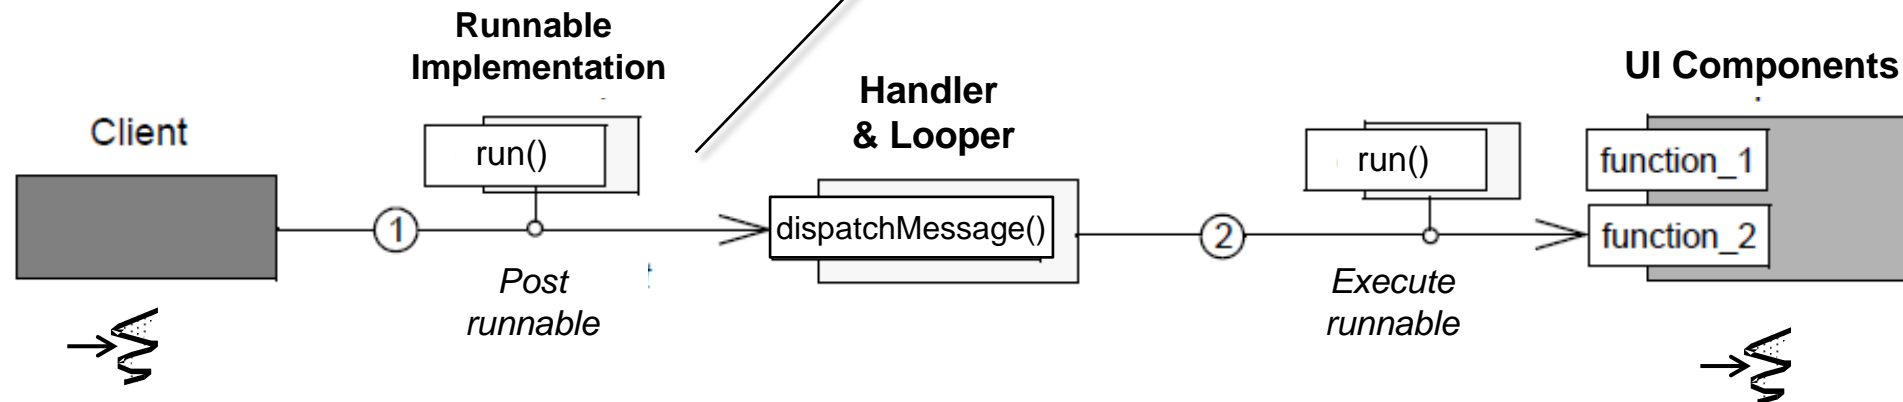 Runnable
Implementation
Client
run()
1
Post
runnable
Handler
& Looper
dispatchMessage()
2
run()
Execute
runnable
UI Components
function_1
function_2